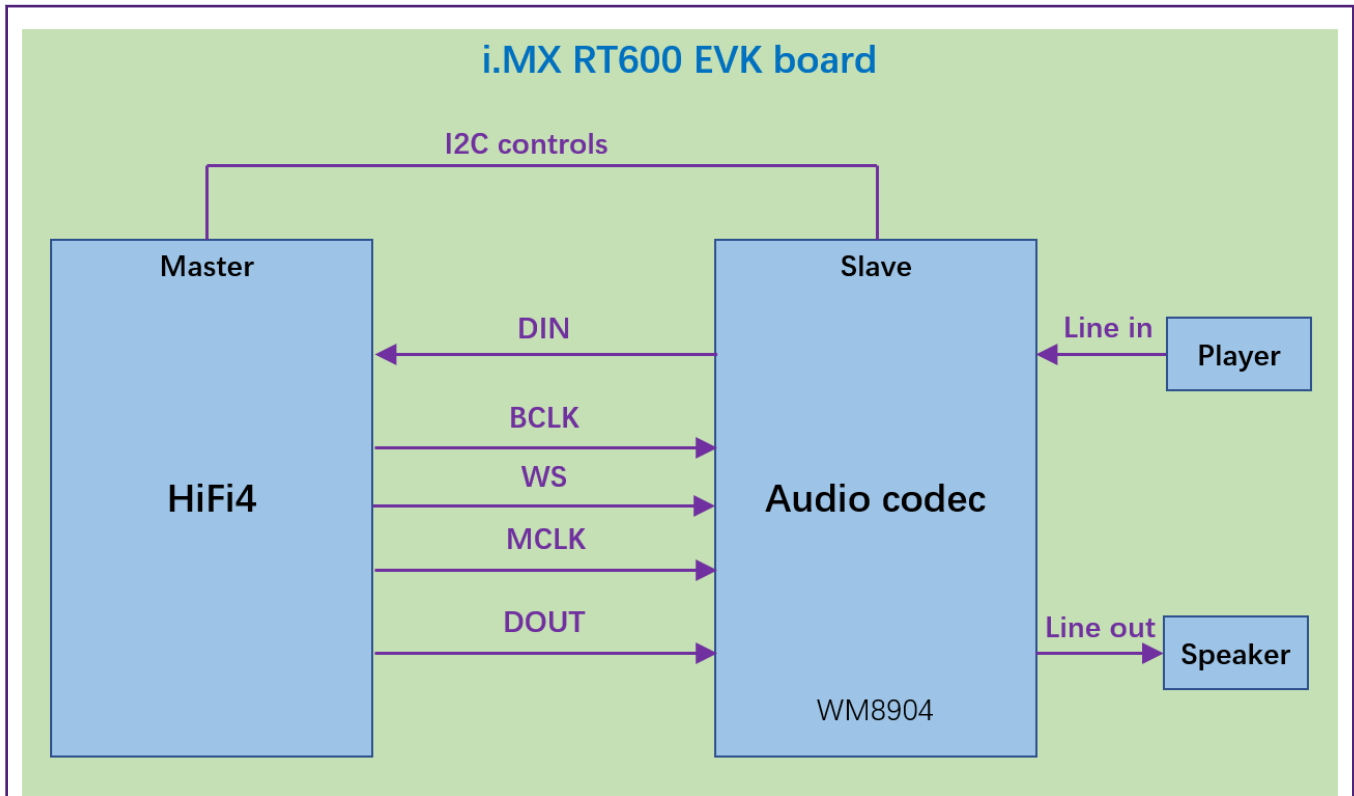 i.MX RT600 EVK board
I2C controls
Master
Slave
DIN
Line in
Player
BCLK
WS
HiFi4
Audio codec
MCLK
DOUT
Line out
Speaker
WM8904